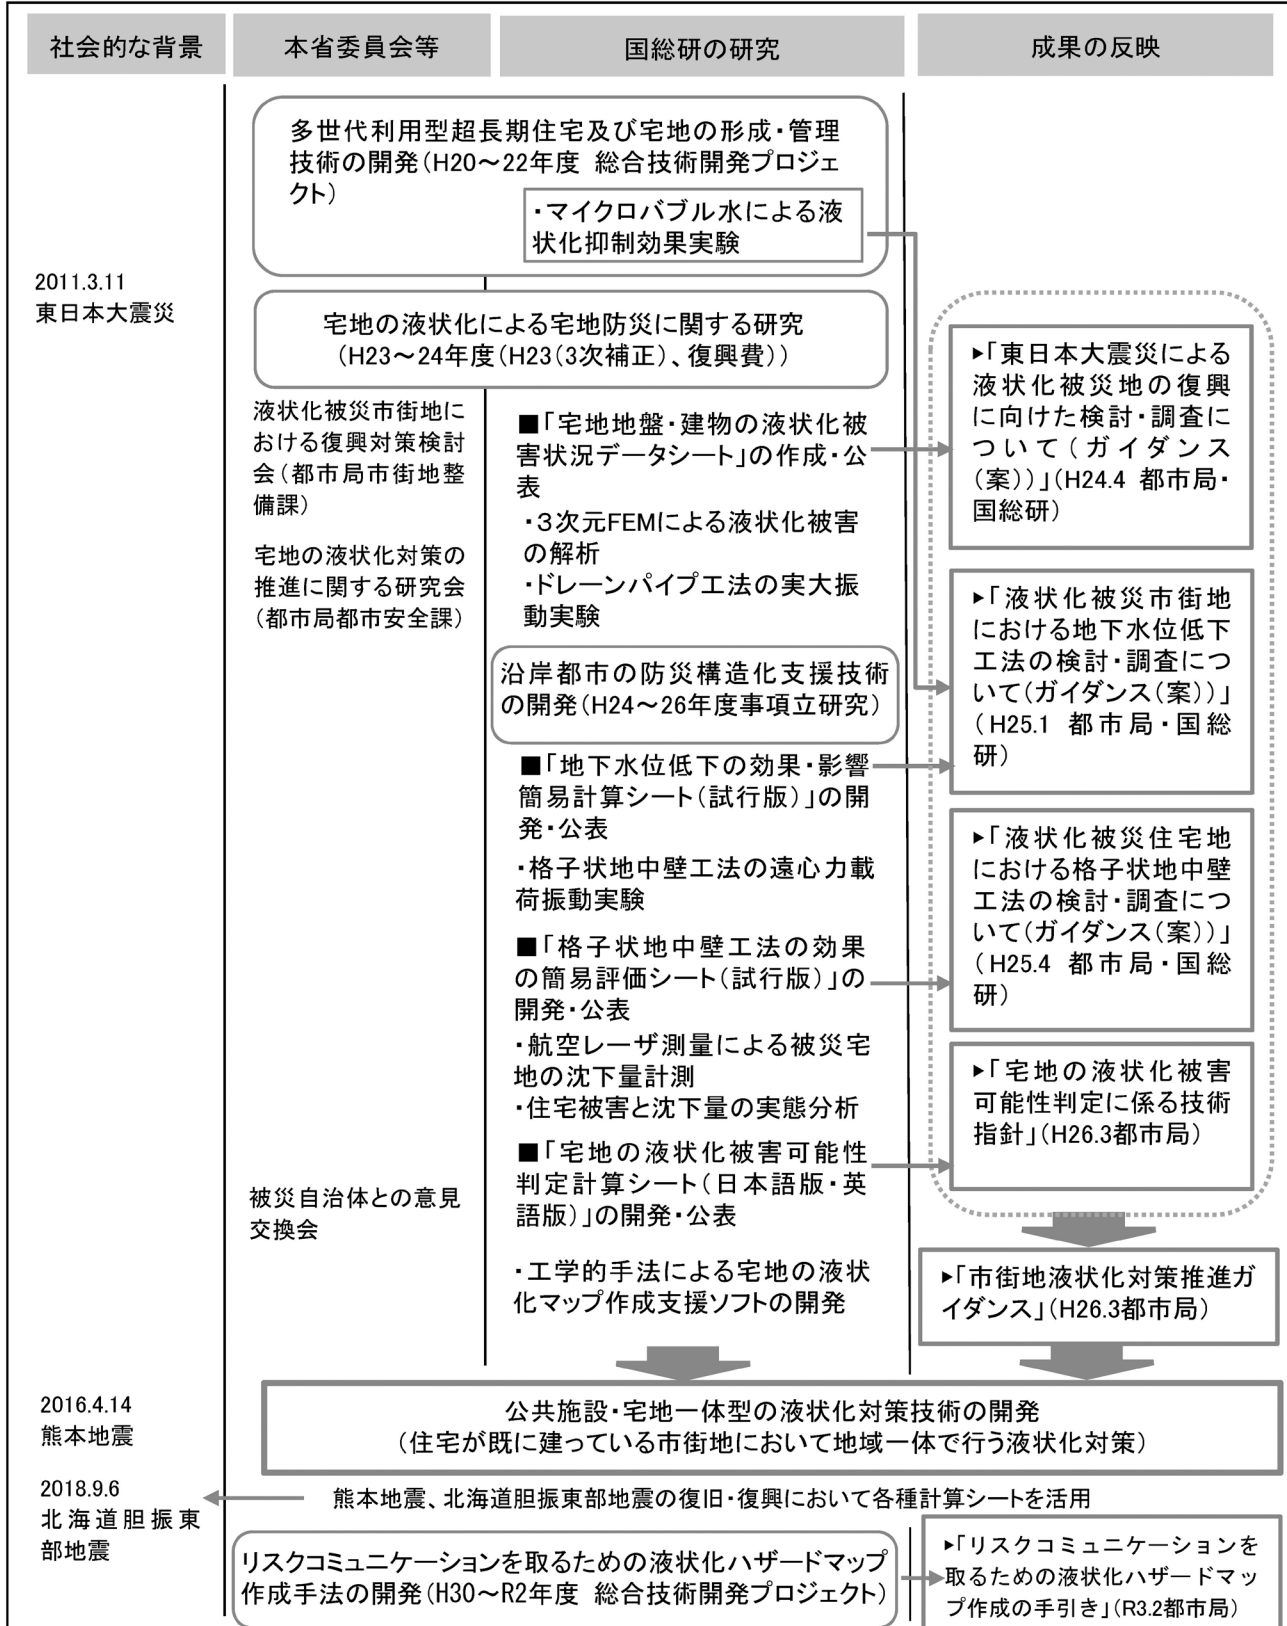 社会的な背景
本省委員会等
国総研の研究
成果の反映
多世代利用型超長期住宅及び宅地の形成・管理
技術の開発(H20～22年度 総合技術開発プロジェ
クト)
・マイクロバブル水による液
状化抑制効果実験
2011.3.11
東日本大震災
宅地の液状化による宅地防災に関する研究
(H23～24年度(H23(3次補正)、復興費))
液状化被災市街地に
おける復興対策検討
会(都市局市街地整
備課)
宅地の液状化対策の
推進に関する研究会
(都市局都市安全課)
■「宅地地盤・建物の液状化被
害状況データシート」の作成・公
表
・３次元FEMによる液状化被害
の解析
・ドレーンパイプ工法の実大振
動実験
沿岸都市の防災構造化支援技術
の開発(H24～26年度事項立研究)
■「地下水位低下の効果・影響
簡易計算シート(試行版)」の開
発・公表
・格子状地中壁工法の遠心力載
荷振動実験
■「格子状地中壁工法の効果
の簡易評価シート(試行版)」の
開発・公表
・航空レーザ測量による被災宅
地の沈下量計測
・住宅被害と沈下量の実態分析
■「宅地の液状化被害可能性
判定計算シート(日本語版・英
語版)」の開発・公表
・工学的手法による宅地の液状
化マップ作成支援ソフトの開発
被災自治体との意見
交換会
▸「東日本大震災による
液状化被災地の復興
に向けた検討・調査に
ついて(ガイダンス
(案))」(H24.4 都市局・
国総研)
▸「液状化被災市街地
における地下水位低下
工法の検討・調査につ
いて(ガイダンス(案))」
(H25.1 都市局・国総
研)
▸「液状化被災住宅地
における格子状地中壁
工法の検討・調査につ
いて(ガイダンス(案))」
(H25.4 都市局・国総
研)
▸「宅地の液状化被害
可能性判定に係る技術
指針」(H26.3都市局)
▸「市街地液状化対策推進ガ
イダンス」(H26.3都市局)
2016.4.14
熊本地震
公共施設・宅地一体型の液状化対策技術の開発
(住宅が既に建っている市街地において地域一体で行う液状化対策)
2018.9.6
北海道胆振東
部地震
熊本地震、北海道胆振東部地震の復旧・復興において各種計算シートを活用
リスクコミュニケーションを取るための液状化ハザードマップ
作成手法の開発(H30～R2年度 総合技術開発プロジェクト)
▸「リスクコミュニケーションを
取るための液状化ハザードマッ
プ作成の手引き」(R3.2都市局)